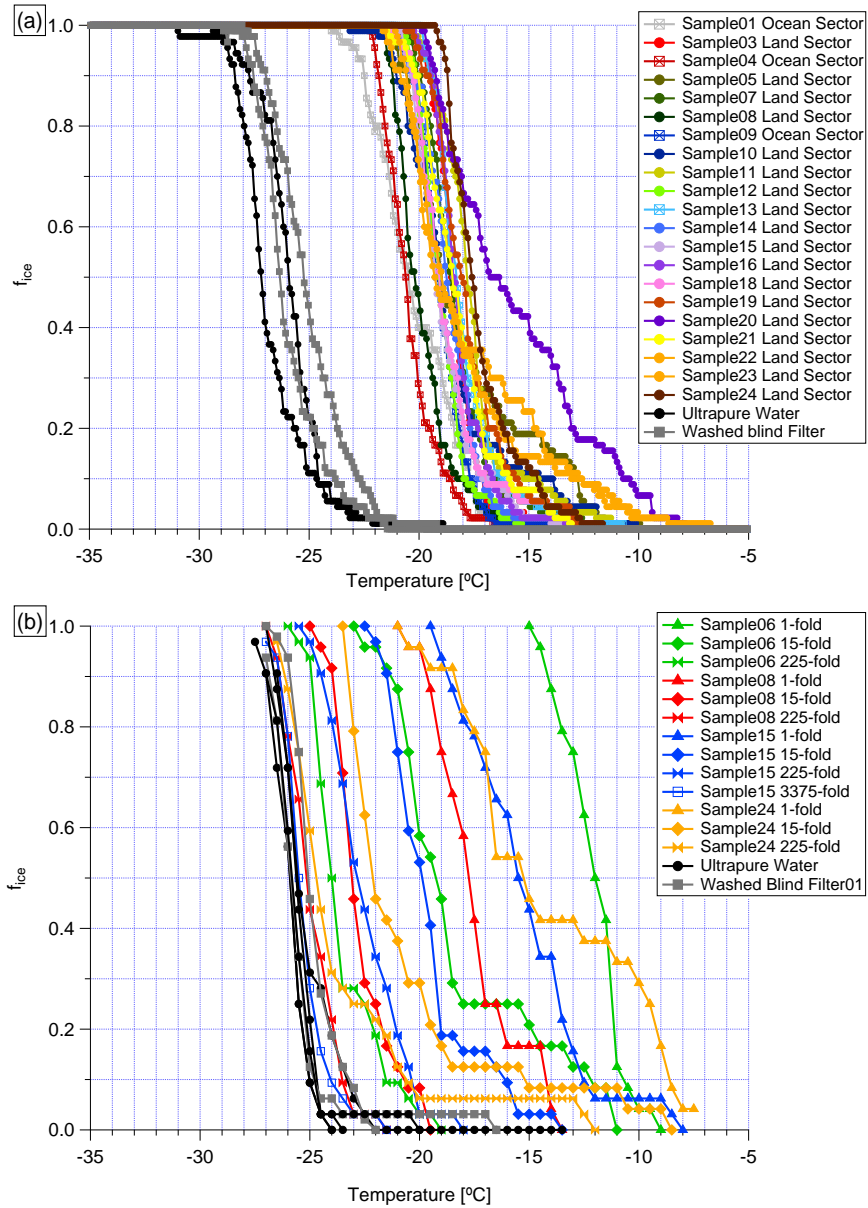 (a)
1.0
0.8
0.6
0.4
0.2
0.0
f_ice
-35
-30
-25
-20
-15
-10
-5
Temperature [ºC]
Sample01 Ocean Sector
Sample03 Land Sector
Sample04 Ocean Sector
Sample05 Land Sector
Sample07 Land Sector
Sample08 Land Sector
Sample09 Ocean Sector
Sample10 Land Sector
Sample11 Land Sector
Sample12 Land Sector
Sample13 Land Sector
Sample14 Land Sector
Sample15 Land Sector
Sample16 Land Sector
Sample18 Land Sector
Sample19 Land Sector
Sample20 Land Sector
Sample21 Land Sector
Sample22 Land Sector
Sample23 Land Sector
Sample24 Land Sector
Ultrapure Water
Washed blind Filter
(b)
1.0
0.8
0.6
0.4
0.2
0.0
f_ice
-35
-30
-25
-20
-15
-10
-5
Temperature [ºC]
Sample06 1-fold
Sample06 15-fold
Sample06 225-fold
Sample08 1-fold
Sample08 15-fold
Sample08 225-fold
Sample15 1-fold
Sample15 15-fold
Sample15 225-fold
Sample15 3375-fold
Sample24 1-fold
Sample24 15-fold
Sample24 225-fold
Ultrapure Water
Washed Blind Filter01